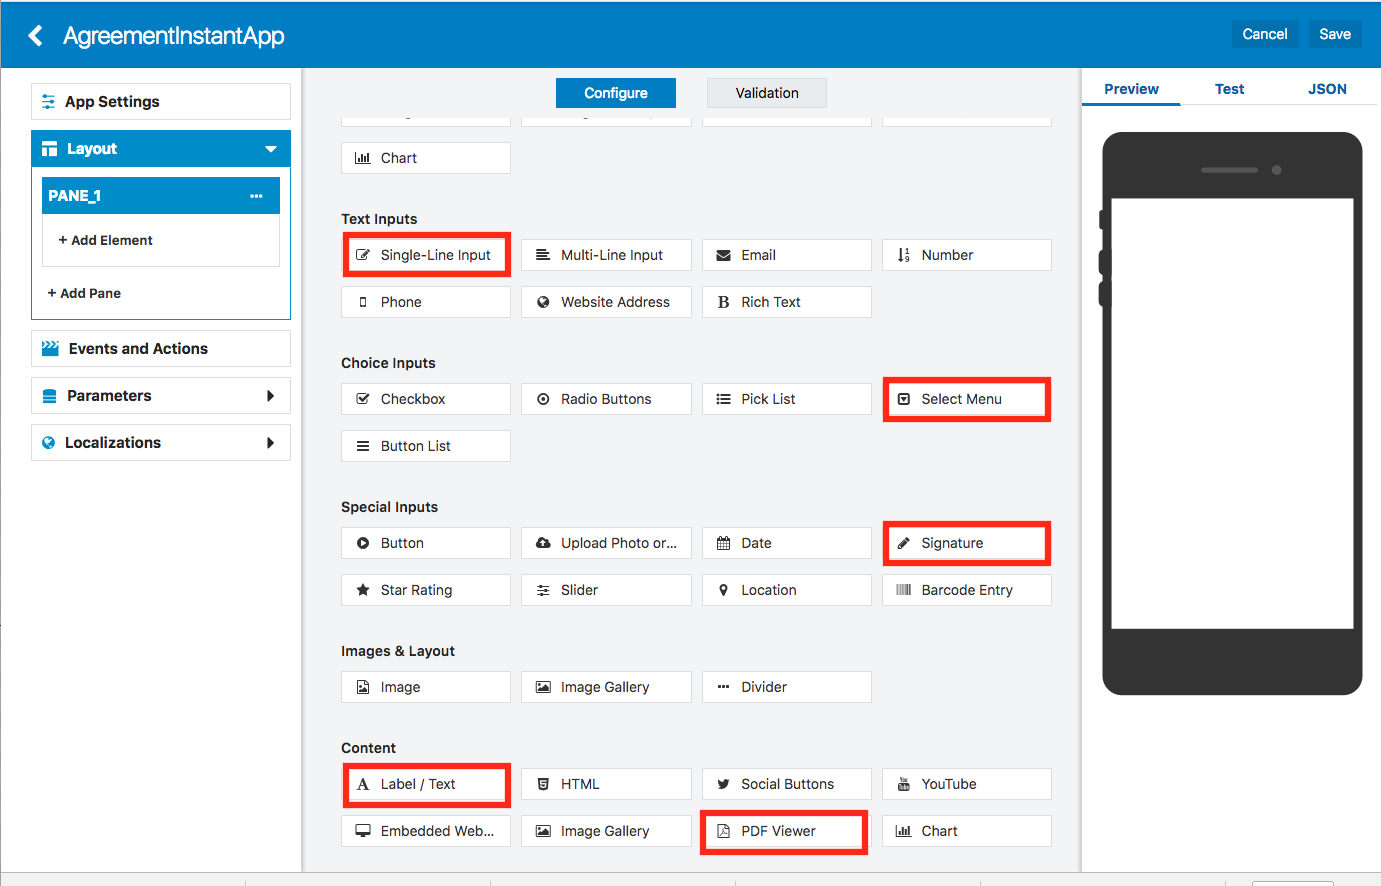 AgreementInstantApp
Cancel
Save
App Settings
Layout
PANE_1
+ Add Element
+ Add Pane
Events and Actions
Parameters
Localizations
Configure
Validation
Chart
Text Inputs
Single-Line Input
Multi-Line Input
Email
Number
Phone
Website Address
Rich Text
Choice Inputs
Checkbox
Radio Buttons
Pick List
Select Menu
Button List
Special Inputs
Button
Upload Photo or...
Date
Signature
Star Rating
Slider
Location
Barcode Entry
Images & Layout
Image
Image Gallery
Divider
Content
Label / Text
HTML
Social Buttons
YouTube
Embedded Web...
Image Gallery
PDF Viewer
Chart
Preview
Test
JSON